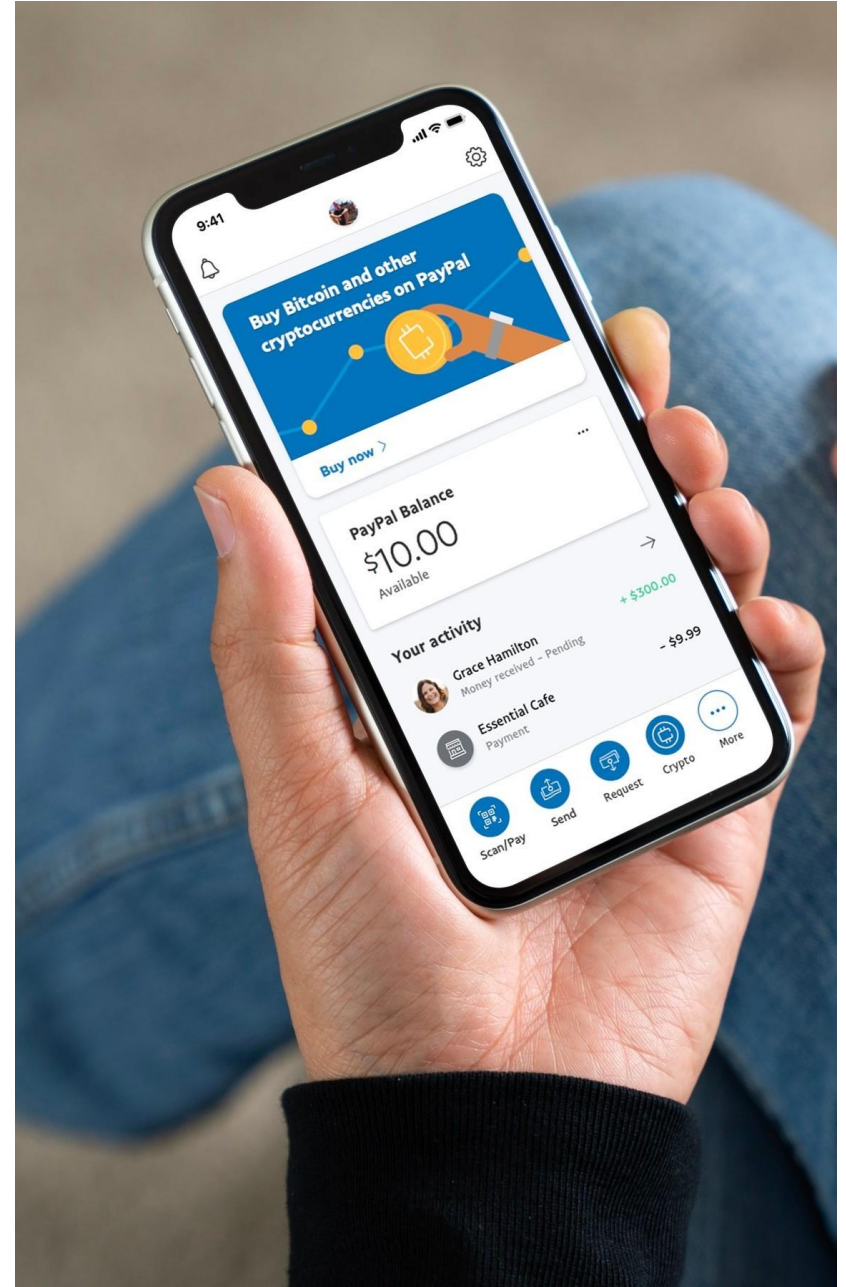 9:41
Buy Bitcoin and other
cryptocurrencies on PayPal
Buy now >
PayPal Balance
$10.00
Available
Your activity
Grace Hamilton
+ $300.00
Money received - Pending
Essential Cafe
- $9.99
Payment
Scan/Pay
Send
Request
Crypto
More